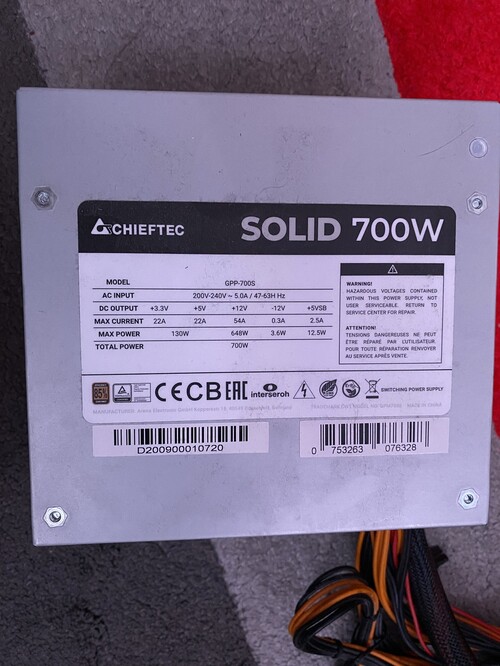 CHIEFTEC
SOLID 700W
MODEL GPP-700S
AC INPUT 200V-240V ~ 5.0A / 47-63H Hz
DC OUTPUT +3.3V +5V +12V -12V +5VSB
MAX CURRENT 22A 22A 54A 0.3A 2.5A
MAX POWER 130W 648W 3.6W 12.5W
TOTAL POWER 700W
WARNING!
HAZARDOUS VOLTAGES CONTAINED
WITHIN THIS POWER SUPPLY, NOT
USER SERVICEABLE. RETURN TO
SERVICE CENTER FOR REPAIR.
ATTENTION!
TENSIONS DANGEREUSES NE PEUT
ÊTRE RÉPARÉ PAR L'UTILISATEUR.
POUR TOUTE RÉPARATION RENVOYER
AU SERVICE APRÈS VENTE.
CE CB EAC interseroh SWITCHING POWER SUPPLY
MADE IN CHINA
D200900010720
0 753263 076328